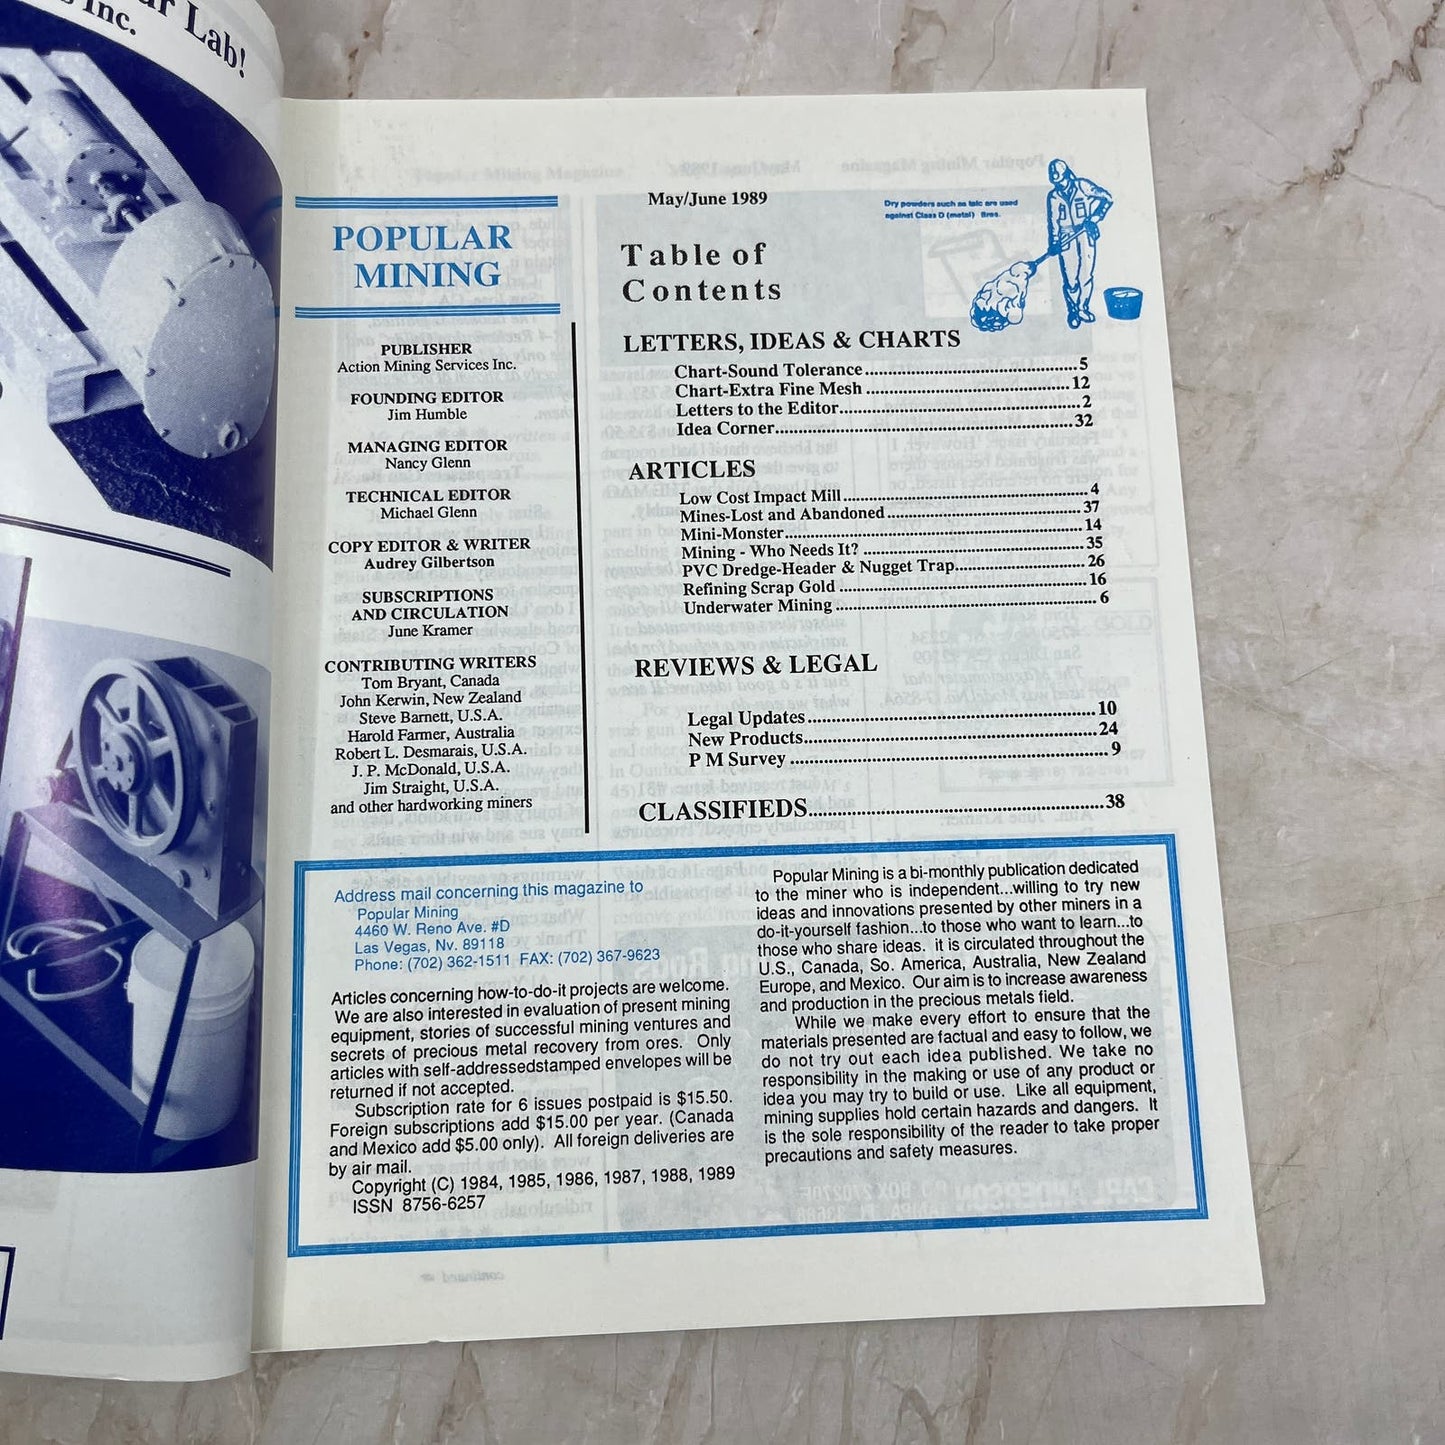 Lab!
Inc.
May/June 1989
Dry powders such as talc are used
against Class D (metal) fires.
POPULAR
MINING
PUBLISHER
Action Mining Services Inc.
FOUNDING EDITOR
Jim Humble
MANAGING EDITOR
Nancy Glenn
TECHNICAL EDITOR
Michael Glenn
COPY EDITOR & WRITER
Audrey Gilbertson
SUBSCRIPTIONS
AND CIRCULATION
June Kramer
CONTRIBUTING WRITERS
Tom Bryant, Canada
John Kerwin, New Zealand
Steve Barnett, U.S.A.
Harold Farmer, Australia
Robert L. Desmarais, U.S.A.
J. P. McDonald, U.S.A.
Jim Straight, U.S.A.
and other hardworking miners
Table of
Contents
LETTERS, IDEAS & CHARTS
Chart-Sound Tolerance 5
Chart-Extra Fine Mesh 12
Letters to the Editor 2
Idea Corner 32
ARTICLES
Low Cost Impact Mill 4
Mines-Lost and Abandoned 37
Mini-Monster 14
Mining - Who Needs It? 35
PVC Dredge-Header & Nugget Trap 26
Refining Scrap Gold 16
Underwater Mining 6
REVIEWS & LEGAL
Legal Updates 10
New Products 24
P M Survey 9
CLASSIFIEDS 38
Address mail concerning this magazine to
Popular Mining
4460 W. Reno Ave. #D
Las Vegas, Nv. 89118
Phone: (702) 362-1511 FAX: (702) 367-9623
Articles concerning how-to-do-it projects are welcome.
We are also interested in evaluation of present mining
equipment, stories of successful mining ventures and
secrets of precious metal recovery from ores. Only
articles with self-addressedstamped envelopes will be
returned if not accepted.
Subscription rate for 6 issues postpaid is $15.50.
Foreign subscriptions add $15.00 per year. (Canada
and Mexico add $5.00 only). All foreign deliveries are
by air mail.
Copyright (C) 1984, 1985, 1986, 1987, 1988, 1989
ISSN 8756-6257
Popular Mining is a bi-monthly publication dedicated
to the miner who is independent...willing to try new
ideas and innovations presented by other miners in a
do-it-yourself fashion...to those who want to learn...to
those who share ideas. it is circulated throughout the
U.S., Canada, So. America, Australia, New Zealand
Europe, and Mexico. Our aim is to increase awareness
and production in the precious metals field.
While we make every effort to ensure that the
materials presented are factual and easy to follow, we
do not try out each idea published. We take no
responsibility in the making or use of any product or
idea you may try to build or use. Like all equipment,
mining supplies hold certain hazards and dangers. It
is the sole responsibility of the reader to take proper
precautions and safety measures.